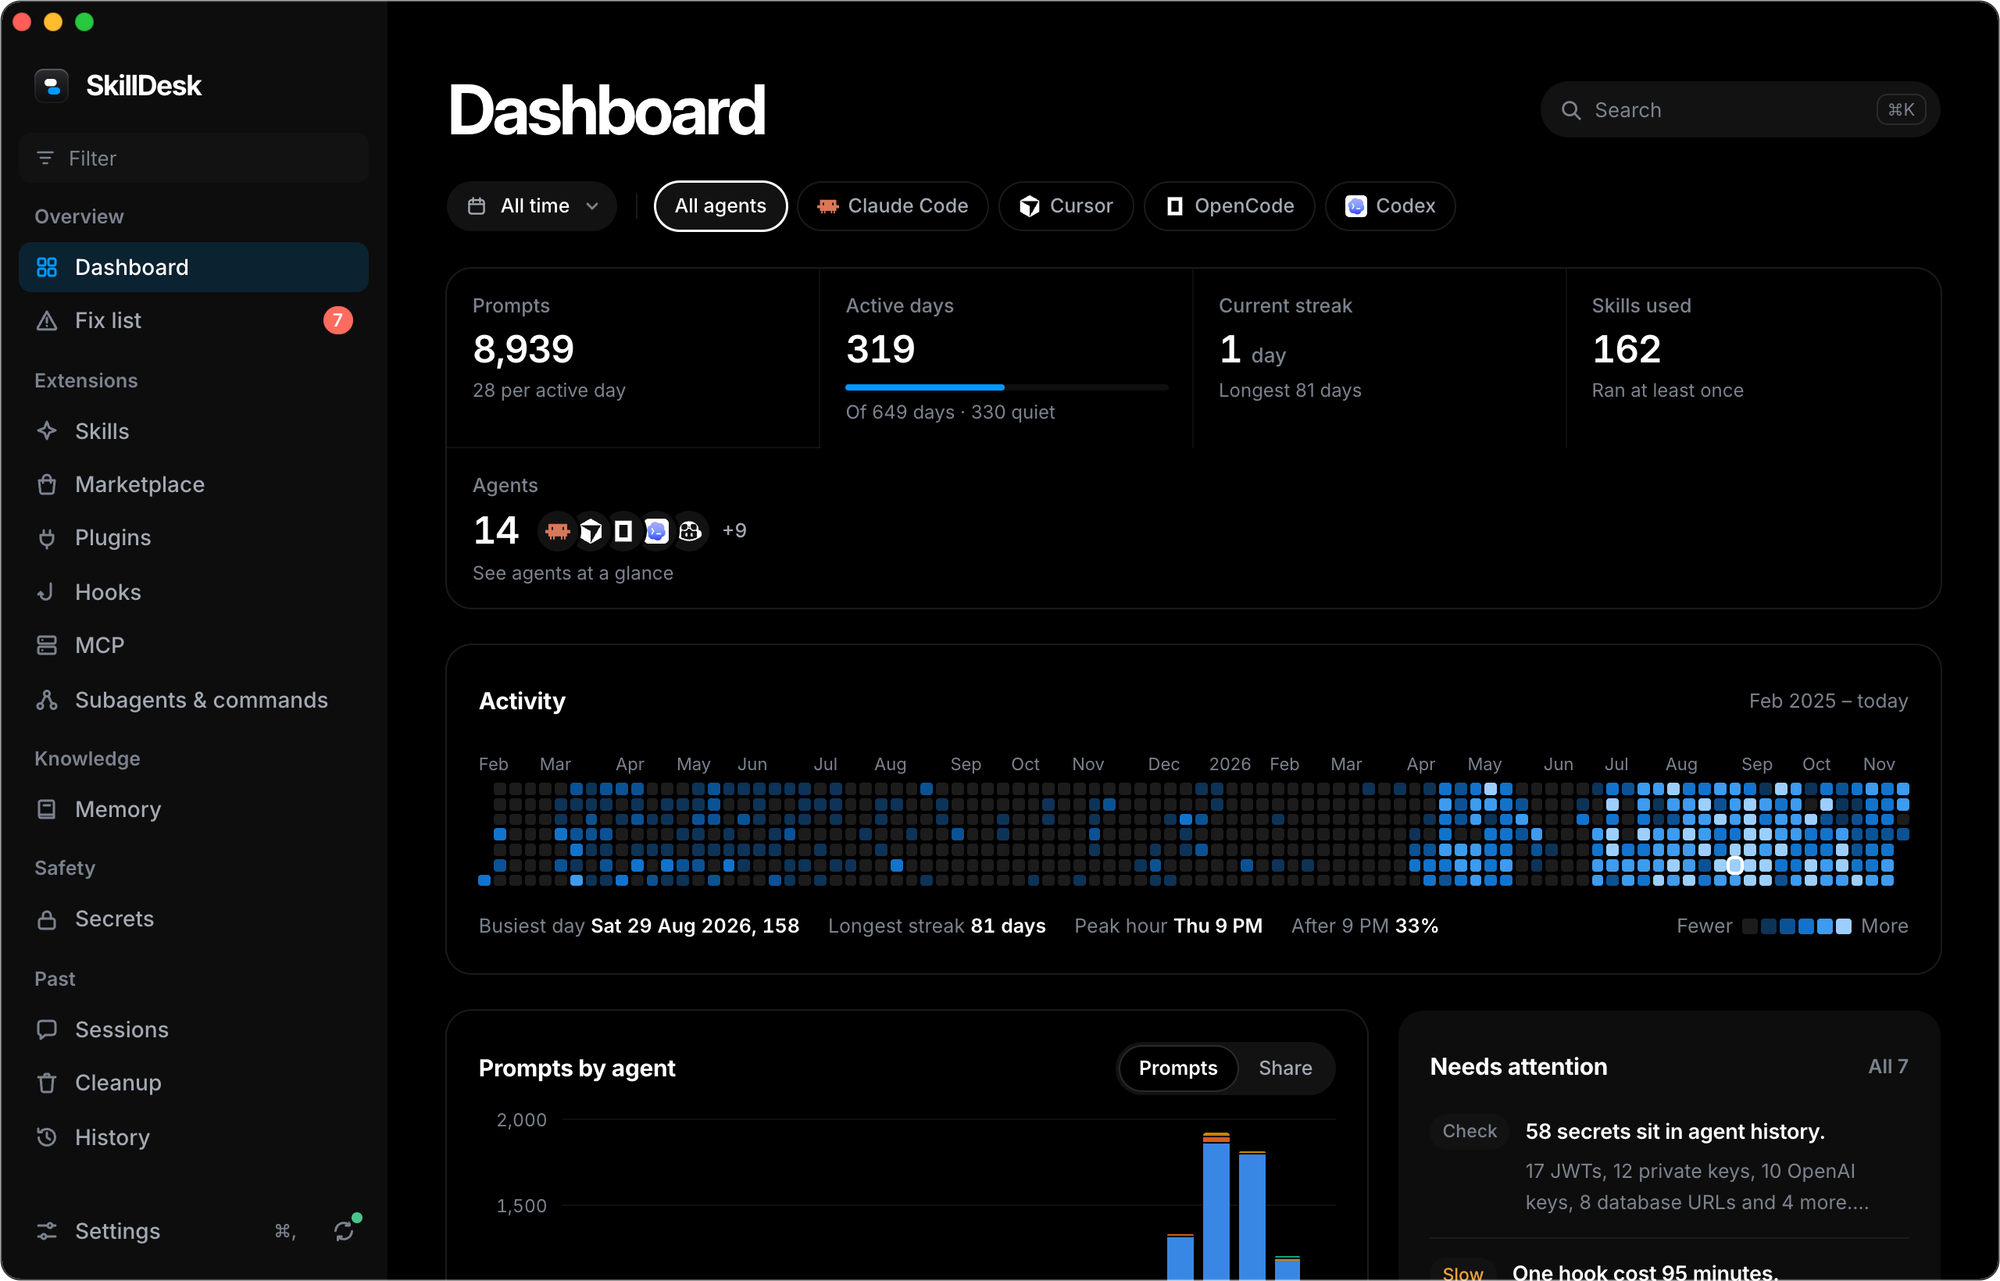 SkillDesk
Filter
Overview
Dashboard
Fix list 7
Extensions
Skills
Marketplace
Plugins
Hooks
MCP
Subagents & commands
Knowledge
Memory
Safety
Secrets
Past
Sessions
Cleanup
History
Settings ⌘,
Dashboard
Search ⌘K
All time All agents Claude Code Cursor OpenCode Codex
Prompts
8,939
28 per active day
Active days
319
Of 649 days · 330 quiet
Current streak
1 day
Longest 81 days
Skills used
162
Ran at least once
Agents
14 +9
See agents at a glance
Activity Feb 2025 – today
Feb Mar Apr May Jun Jul Aug Sep Oct Nov Dec 2026 Feb Mar Apr May Jun Jul Aug Sep Oct Nov
Busiest day Sat 29 Aug 2026, 158 Longest streak 81 days Peak hour Thu 9 PM After 9 PM 33% Fewer More
Prompts by agent Prompts Share
2,000
1,500
Needs attention All 7
Check 58 secrets sit in agent history.
17 JWTs, 12 private keys, 10 OpenAI
keys, 8 database URLs and 4 more....
Slow One hook cost 95 minutes.